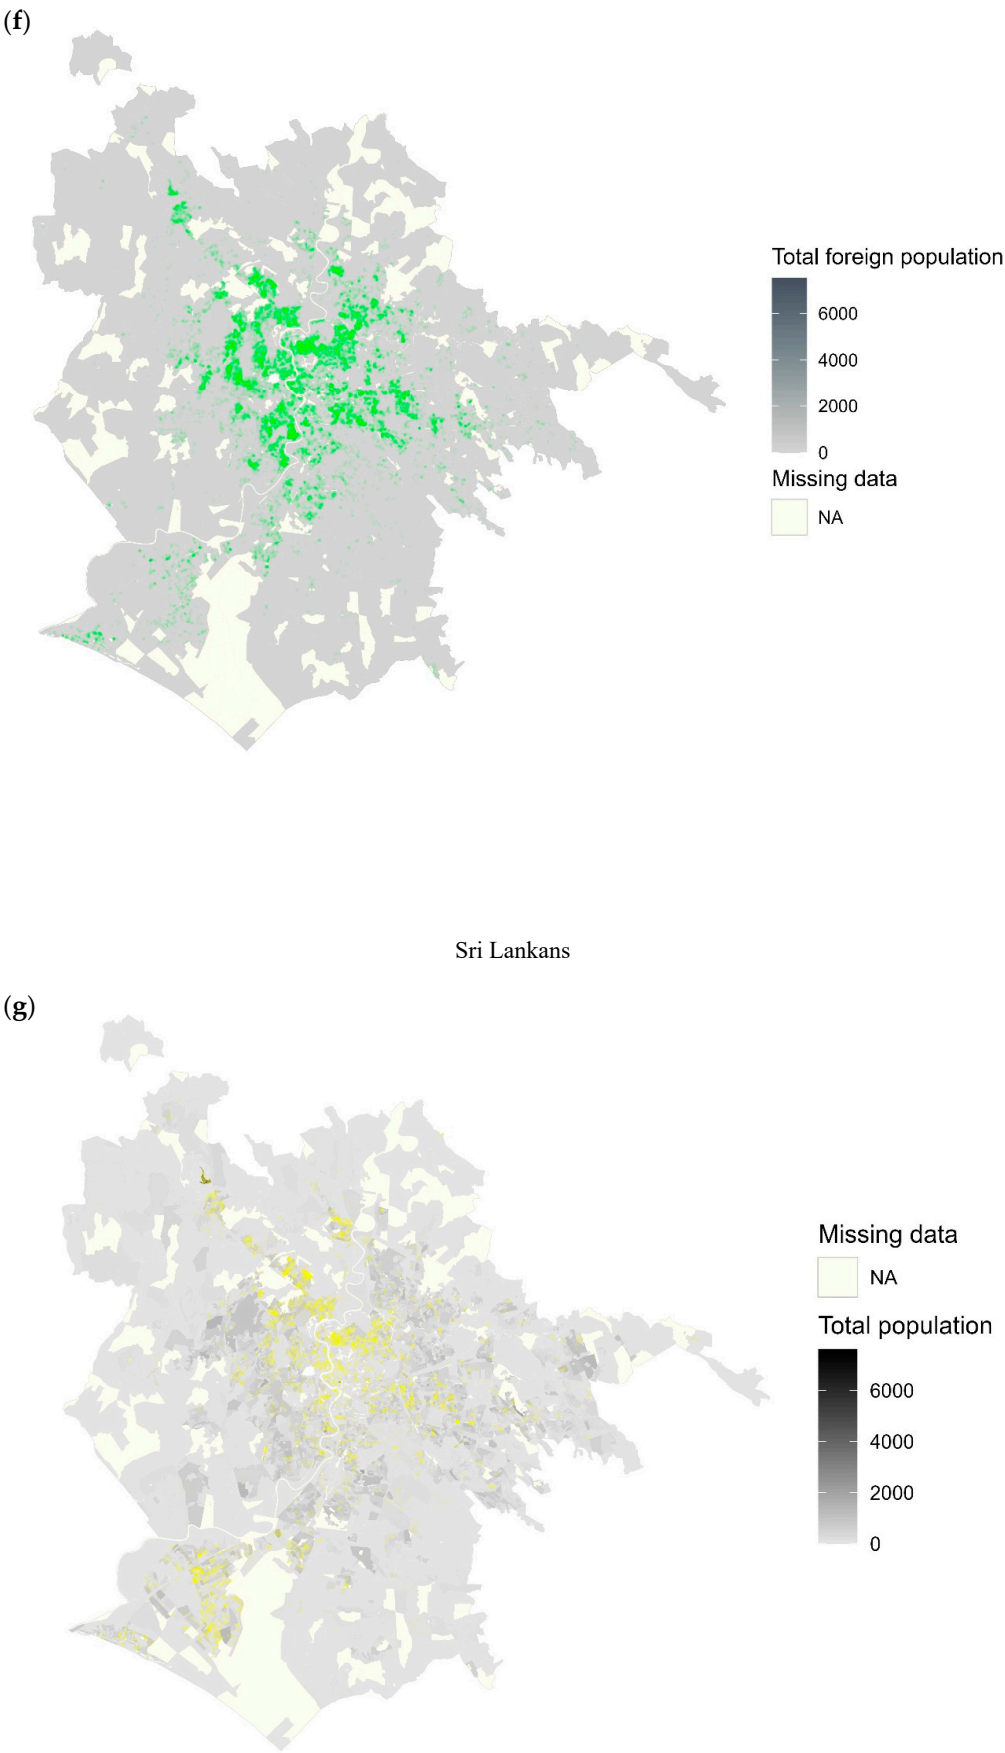 (f)
Total foreign population
6000
4000
2000
0
Missing data
NA
Sri Lankans
(g)
Missing data
NA
Total population
6000
4000
2000
0